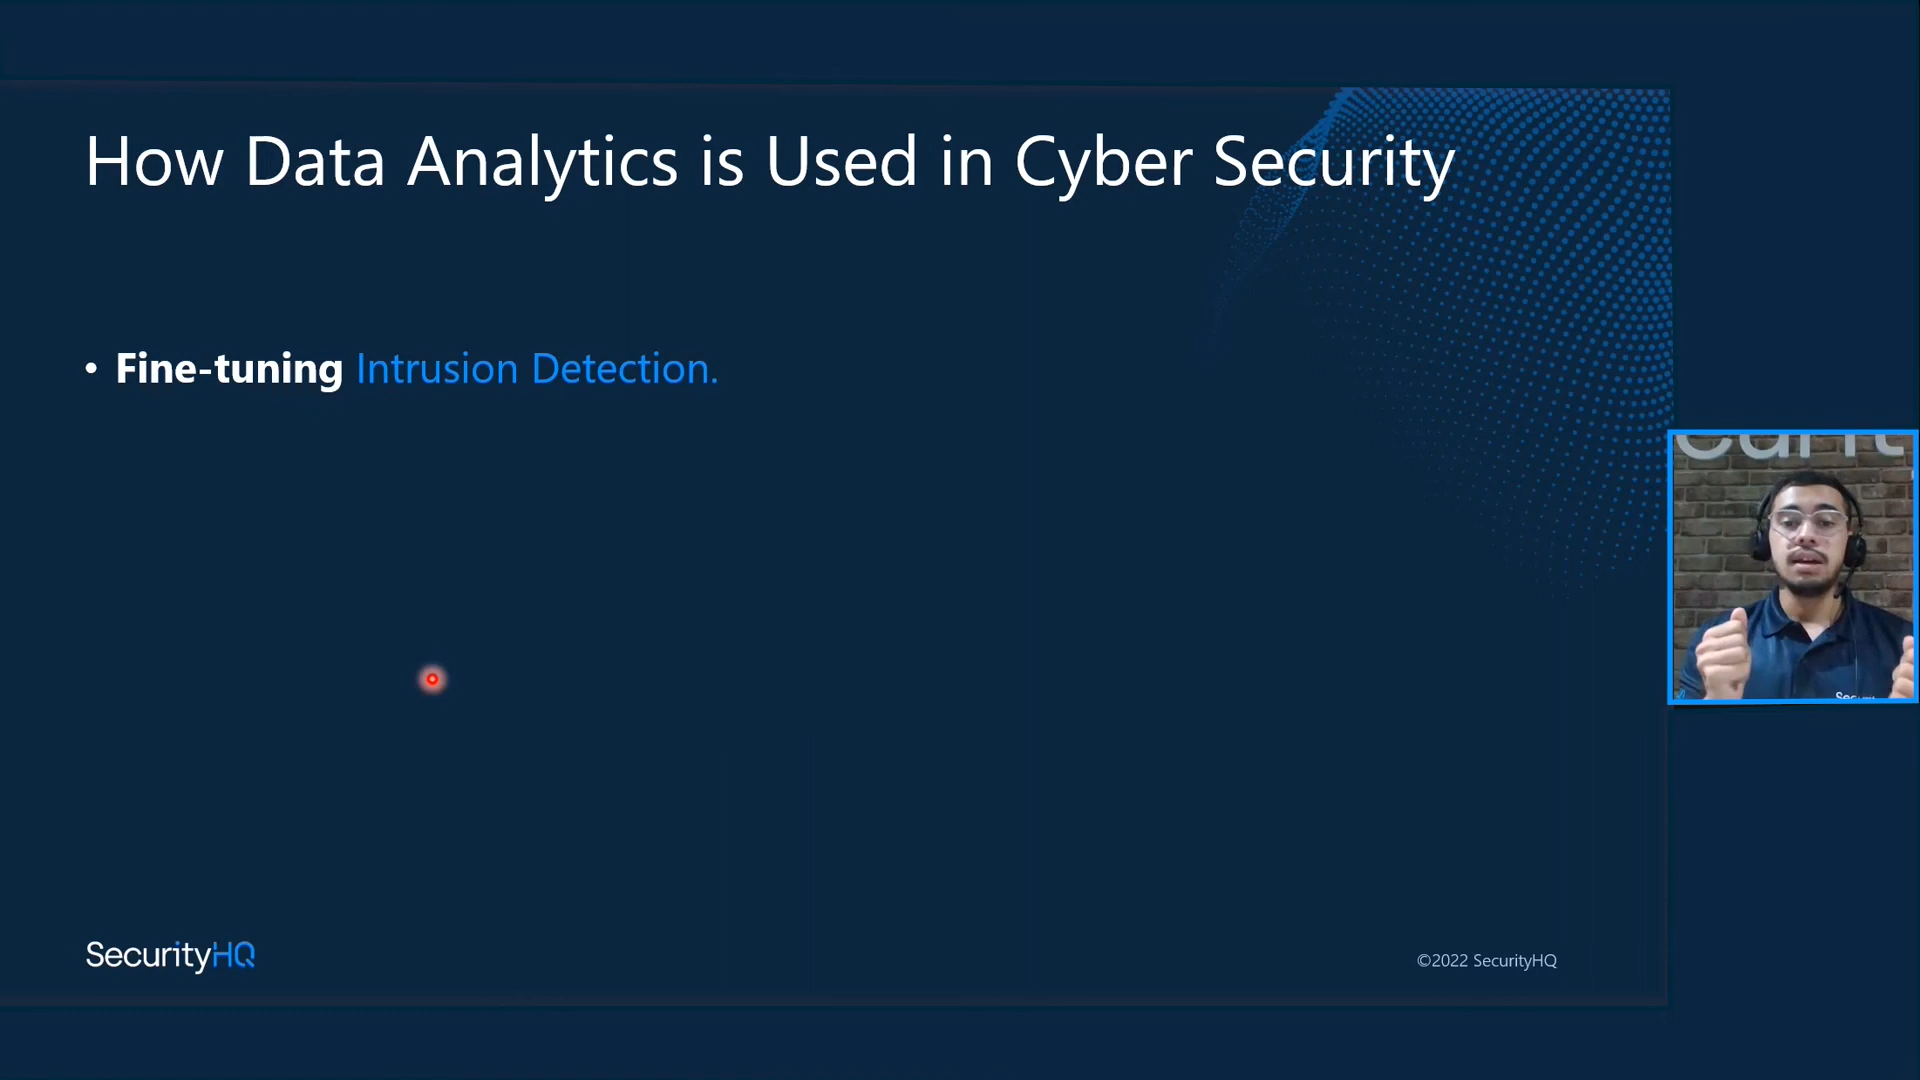 How Data Analytics is Used in Cyber Security
• Fine-tuning Intrusion Detection.
SecurityHQ
©2022 SecurityHQ